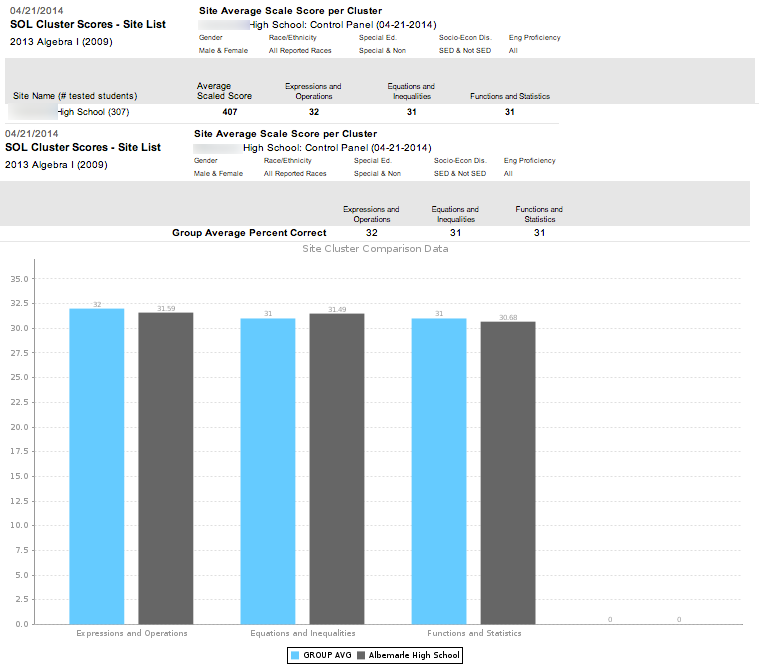 04/21/2014
SOL Cluster Scores - Site List
2013 Algebra I (2009)
Site Average Scale Score per Cluster
High School: Control Panel (04-21-2014)
Gender Race/Ethnicity Special Ed. Socio-Econ Dis. Eng Proficiency
Male & Female All Reported Races Special & Non SED & Not SED All
Site Name (# tested students) Average Scaled Score Expressions and Operations Equations and Inequalities Functions and Statistics
High School (307) 407 32 31 31
04/21/2014
SOL Cluster Scores - Site List
2013 Algebra I (2009)
Site Average Scale Score per Cluster
High School: Control Panel (04-21-2014)
Gender Race/Ethnicity Special Ed. Socio-Econ Dis. Eng Proficiency
Male & Female All Reported Races Special & Non SED & Not SED All
Expressions and Operations Equations and Inequalities Functions and Statistics
Group Average Percent Correct 32 31 31
Site Cluster Comparison Data
35.0
32.5
30.0
27.5
25.0
22.5
20.0
17.5
15.0
12.5
10.0
7.5
5.0
2.5
0.0
32 31.59 31 31.49 31 30.68 0 0
Expressions and Operations Equations and Inequalities Functions and Statistics
GROUP AVG Albemarle High School